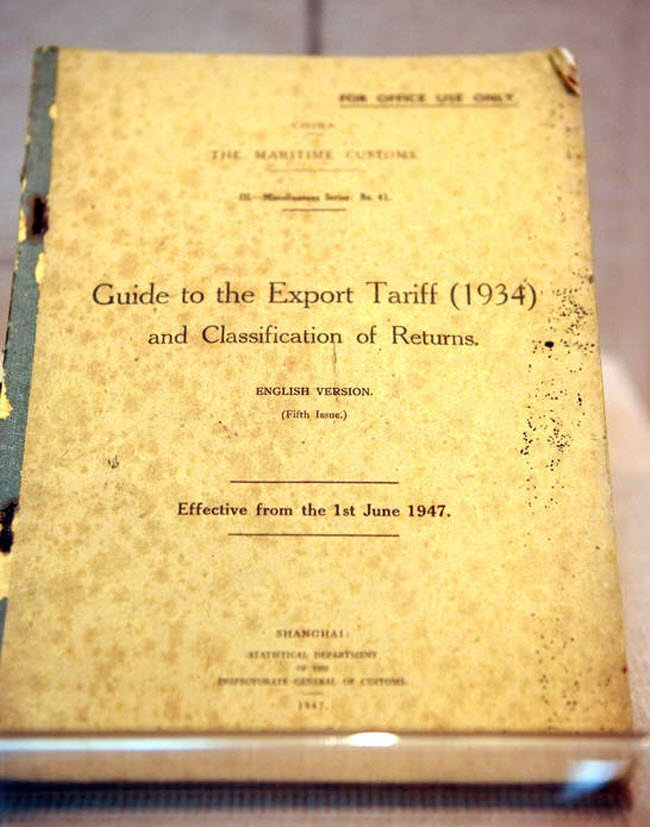 FOR OFFICE USE ONLY.
CHINA.
THE MARITIME CUSTOMS.
III.—Miscellaneous Series: No. 41.
Guide to the Export Tariff (1934)
and Classification of Returns.
ENGLISH VERSION.
(Fifth Issue.)
Effective from the 1st June 1947.
SHANGHAI:
STATISTICAL DEPARTMENT
OF THE
INSPECTORATE GENERAL OF CUSTOMS.
1947.